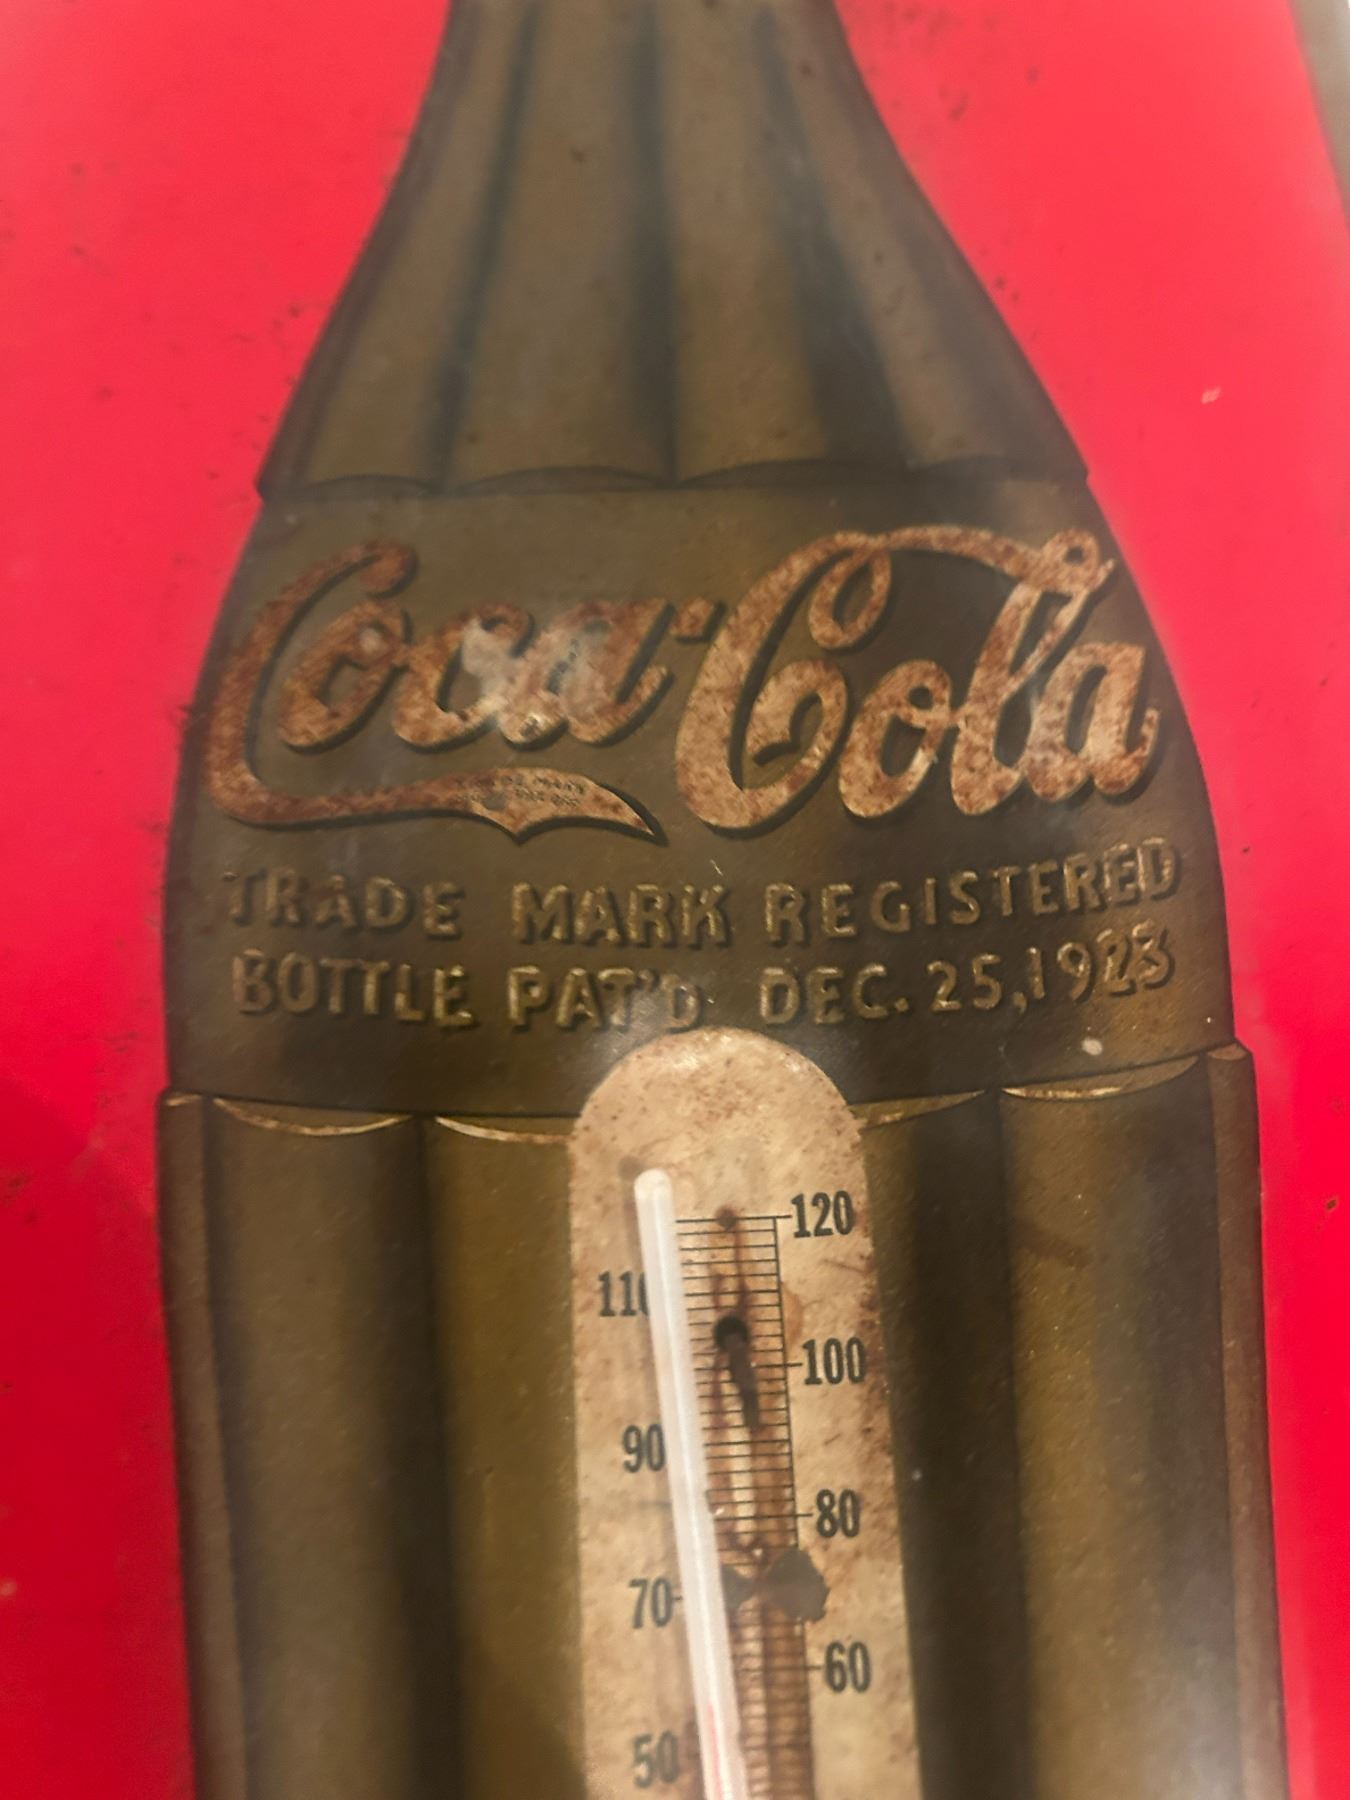 Coca-Cola
TRADE MARK REGISTERED
BOTTLE PAT'D DEC. 25, 1923
120
110
100
90
80
70
60
50